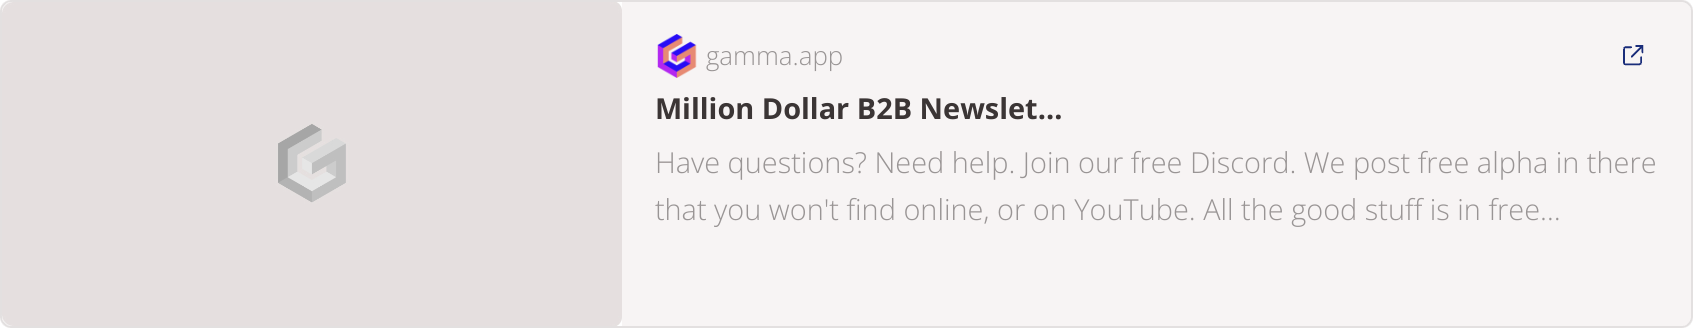 gamma.app
Million Dollar B2B Newslet...
Have questions? Need help. Join our free Discord. We post free alpha in there
that you won't find online, or on YouTube. All the good stuff is in free...